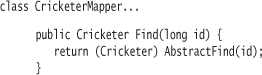 class CricketerMapper...
public Cricketer Find(long id) {
return (Cricketer) AbstractFind(id);
}